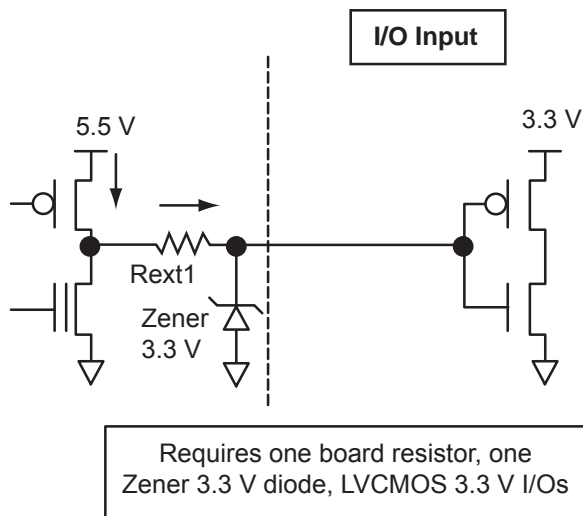 I/O Input
5.5 V
3.3 V
Rext1
Zener
3.3 V
Requires one board resistor, one
Zener 3.3 V diode, LVCMOS 3.3 V I/Os